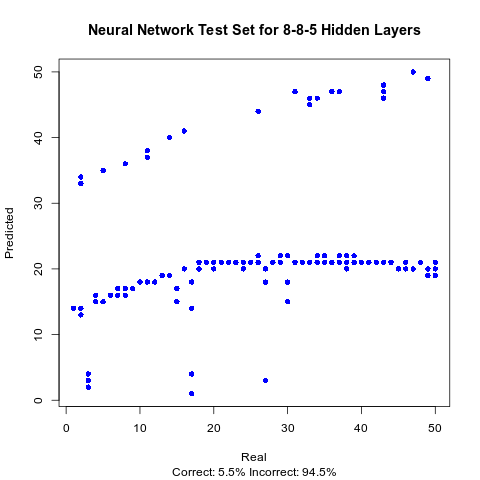 Neural Network Test Set for 8-8-5 Hidden Layers
Predicted
50
40
30
20
10
0
0 10 20 30 40 50
Real
Correct: 5.5% Incorrect: 94.5%